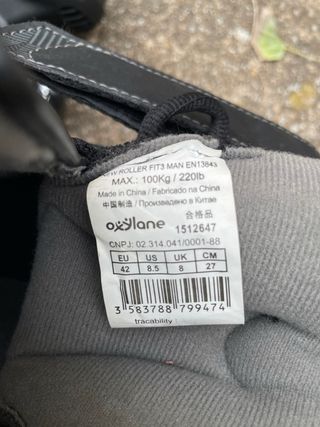 ROLLER FIT3 MAN EN13843
MAX.: 100Kg / 220lb
Made in China / Fabricado na China
中国制造 / Произведено в Китае
合格品
oxylane 1512647
CNPJ: 02.314.041/0001-88
EU US UK CM
42 8.5 8 27
3 583788 799474
tracability :